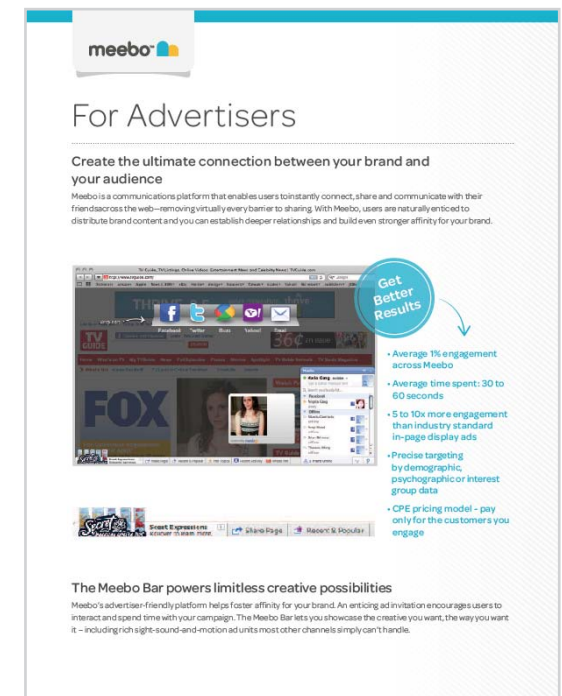 meebo™
For Advertisers
Create the ultimate connection between your brand and
your audience
Meebo is a communications platform that enables users to instantly connect, share and communicate with their
friends across the web—removing virtually every barrier to sharing. With Meebo, users are naturally enticed to
distribute brand content and you can establish deeper relationships and build even stronger affinity for your brand.
Get
Better
Results
Facebook Twitter Buzz Yahoo! Email
TV
GUIDE
36¢
FOX
• Average 1% engagement
across Meebo
• Average time spent: 30 to
60 seconds
• 5 to 10x more engagement
than industry standard
in-page display ads
• Precise targeting
by demographic,
psychographic or interest
group data
• CPE pricing model - pay
only for the customers you
engage
Secret Secret Expressions Share Page Recent & Popular
The Meebo Bar powers limitless creative possibilities
Meebo's advertiser-friendly platform helps foster affinity for your brand. An enticing ad invitation encourages users to
interact and spend time with your campaign. The Meebo Bar lets you showcase the creative you want, the way you want
it – including rich sight-sound-and-motion ad units most other channels simply can't handle.